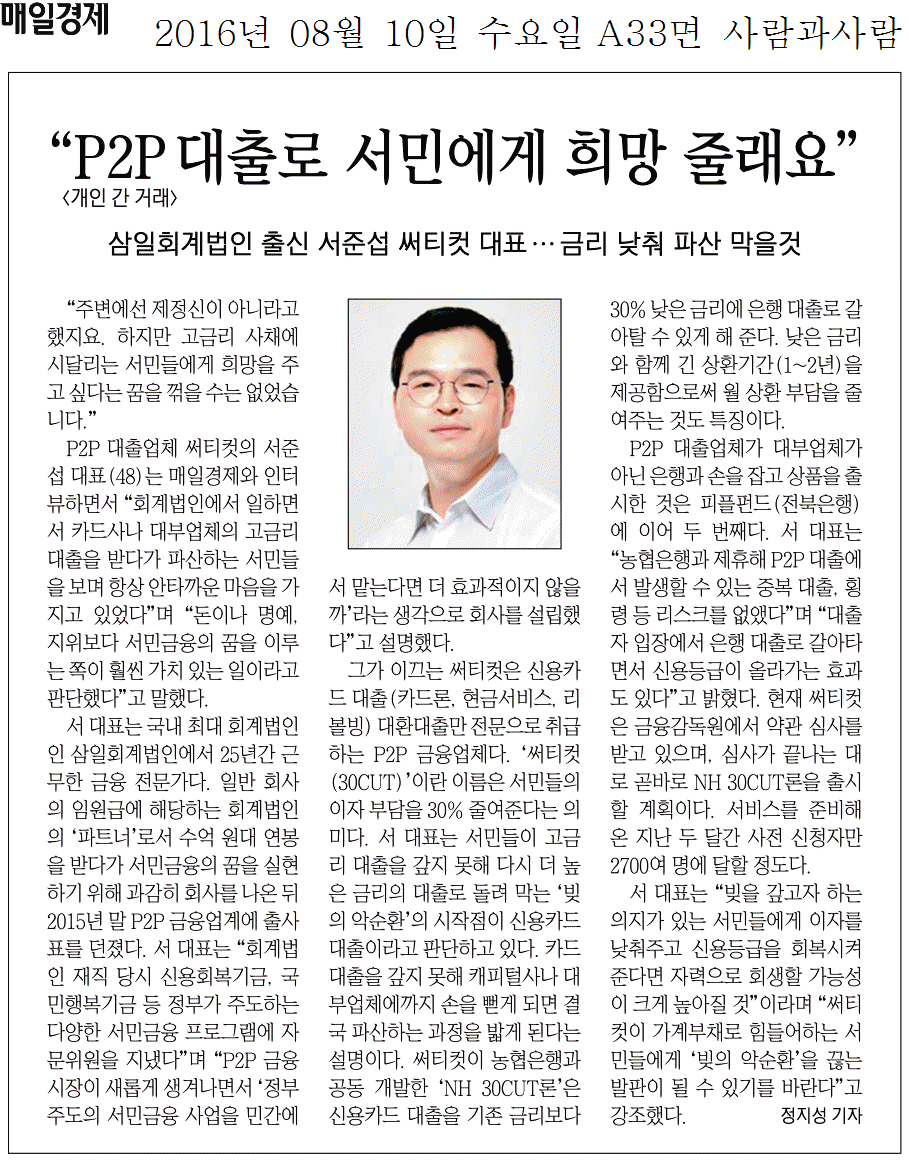 매일경제
2016년 08월 10일 수요일 A33면 사람과사람
“P2P 대출로 서민에게 희망 줄래요”
<개인 간 거래>
삼일회계법인 출신 서준섭 써티컷 대표…금리 낮춰 파산 막을것
“주변에선 제정신이 아니라고
했지요. 하지만 고금리 사채에
시달리는 서민들에게 희망을 주
고 싶다는 꿈을 꺾을 수는 없었습
니다.”
P2P 대출업체 써티컷의 서준
섭 대표(48)는 매일경제와 인터
뷰하면서 “회계법인에서 일하면
서 카드사나 대부업체의 고금리
대출을 받다가 파산하는 서민들
을 보며 항상 안타까운 마음을 가
지고 있었다”며 “돈이나 명예,
지위보다 서민금융의 꿈을 이루
는 쪽이 훨씬 가치 있는 일이라고
판단했다”고 말했다.
서 대표는 국내 최대 회계법인
인 삼일회계법인에서 25년간 근
무한 금융 전문가다. 일반 회사
의 임원급에 해당하는 회계법인
의 ‘파트너’로서 수억 원대 연봉
을 받다가 서민금융의 꿈을 실현
하기 위해 과감히 회사를 나온 뒤
2015년 말 P2P 금융업계에 출사
표를 던졌다. 서 대표는 “회계법
인 재직 당시 신용회복기금, 국
민행복기금 등 정부가 주도하는
다양한 서민금융 프로그램에 자
문위원을 지냈다”며 “P2P 금융
시장이 새롭게 생겨나면서 ‘정부
주도의 서민금융 사업을 민간에
서 맡는다면 더 효과적이지 않을
까’라는 생각으로 회사를 설립했
다”고 설명했다.
그가 이끄는 써티컷은 신용카
드 대출(카드론, 현금서비스, 리
볼빙) 대환대출만 전문으로 취급
하는 P2P 금융업체다. ‘써티컷
(30CUT)’이란 이름은 서민들의
이자 부담을 30% 줄여준다는 의
미다. 서 대표는 서민들이 고금
리 대출을 갚지 못해 다시 더 높
은 금리의 대출로 돌려 막는 ‘빚
의 악순환’의 시작점이 신용카드
대출이라고 판단하고 있다. 카드
대출을 갚지 못해 캐피털사나 대
부업체에까지 손을 뻗게 되면 결
국 파산하는 과정을 밟게 된다는
설명이다. 써티컷이 농협은행과
공동 개발한 ‘NH 30CUT론’은
신용카드 대출을 기존 금리보다
30% 낮은 금리에 은행 대출로 갈
아탈 수 있게 해 준다. 낮은 금리
와 함께 긴 상환기간(1~2년)을
제공함으로써 월 상환 부담을 줄
여주는 것도 특징이다.
P2P 대출업체가 대부업체가
아닌 은행과 손을 잡고 상품을 출
시한 것은 피플펀드(전북은행)
에 이어 두 번째다. 서 대표는
“농협은행과 제휴해 P2P 대출에
서 발생할 수 있는 중복 대출, 횡
령 등 리스크를 없앴다”며 “대출
자 입장에서 은행 대출로 갈아타
면서 신용등급이 올라가는 효과
도 있다”고 밝혔다. 현재 써티컷
은 금융감독원에서 약관 심사를
받고 있으며, 심사가 끝나는 대
로 곧바로 NH 30CUT론을 출시
할 계획이다. 서비스를 준비해
온 지난 두 달간 사전 신청자만
2700여 명에 달할 정도다.
서 대표는 “빚을 갚고자 하는
의지가 있는 서민들에게 이자를
낮춰주고 신용등급을 회복시켜
준다면 자력으로 회생할 가능성
이 크게 높아질 것”이라며 “써티
컷이 가계부채로 힘들어하는 서
민들에게 ‘빚의 악순환’을 끊는
발판이 될 수 있기를 바란다”고
강조했다. 정지성 기자